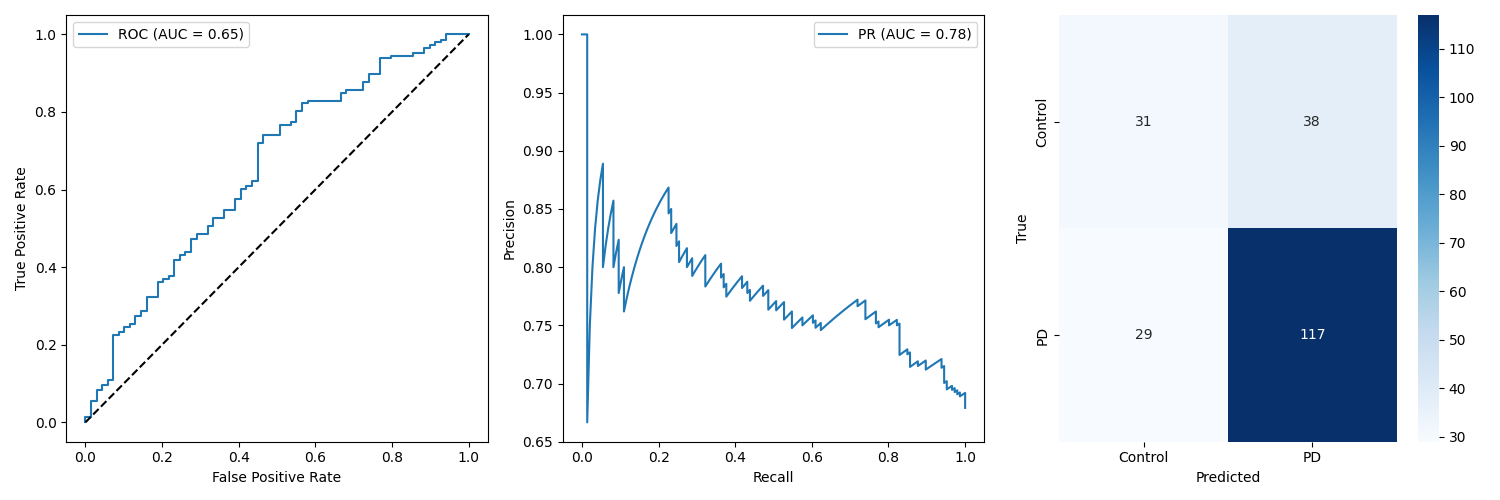 ROC (AUC = 0.65)
1.0
0.8
0.6
0.4
0.2
0.0
True Positive Rate
0.0 0.2 0.4 0.6 0.8 1.0
False Positive Rate
PR (AUC = 0.78)
1.00
0.95
0.90
0.85
0.80
0.75
0.70
0.65
Precision
0.0 0.2 0.4 0.6 0.8 1.0
Recall
True
Control
PD
31 38
29 117
Control PD
Predicted
110
100
90
80
70
60
50
40
30